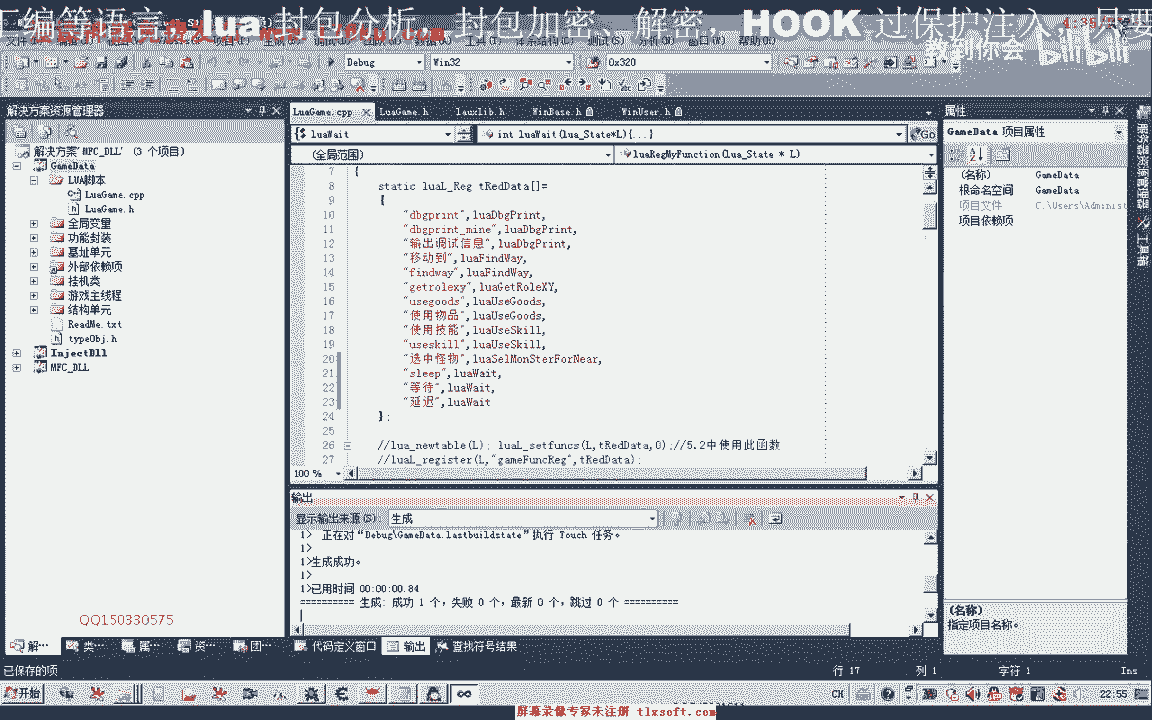 汇编等语言、lua 封包分析、封包加密、解密、HOOK 过保护注入、只要
教到你会 bilibili
Debug Win32 0x320
解决方案资源管理器
解决方案"MFC_DLL" (3 个项目)
GameData
LUA脚本
LuaGame.cpp
LuaGame.h
全局变量
功能封装
基址单元
外部依赖项
挂机类
游戏主线程
结构单元
ReadMe.txt
typeObj.h
InjectDll
MFC_DLL
QQ150330575
LuaGame.cpp LuaGame.h lauxlib.h WinBase.h WinUser.h
luaWait int luaWait(lua_State*L){...} Go
(全局范围) luaRegMyFunction(Lua_State * L)
7 {
8 static luaL_Reg tRedData[]=
9 {
10 "dbgprint",luaDbgPrint,
11 "dbgprint_mine",luaDbgPrint,
12 "输出调试信息",luaDbgPrint,
13 "移动到",luaFindWay,
14 "findway",luaFindWay,
15 "getrolexy",luaGetRoleXY,
16 "usegoods",luaUseGoods,
17 "使用物品",luaUseGoods,
18 "使用技能",luaUseSkill,
19 "useskill",luaUseSkill,
20 "选中怪物",luaSelMonSterForNear,
21 "sleep",luaWait,
22 "等待",luaWait,
23 "延迟",luaWait
24 };
25
26 //lua_newtable(L); luaL_setfuncs(L,tRedData,0);//5.2中使用此函数
27 //luaL_register(L,"gameFuncReg",tRedData);
100 %
输出
显示输出来源(S): 生成
1> 正在对"Debug\GameData.lastbuildstate"执行 Touch 任务。
1>
1>生成成功。
1>
1>已用时间 00:00:00.84
========== 生成: 成功 1 个，失败 0 个，最新 0 个，跳过 0 个 ==========
属性
GameData 项目属性
(名称) GameData
根命名空间 GameData
项目文件 C:\Users\Administ
项目依赖项
(名称)
指定项目名称。
服务器资源管理器
工具箱
解… 类… 属… 资… 团… 代码定义窗口 输出 查找符号结果
已保存的项 行 17 列 1 字符 1 Ins
开始 CH 22:55
屏幕录像专家未注册 tlxsoft.com